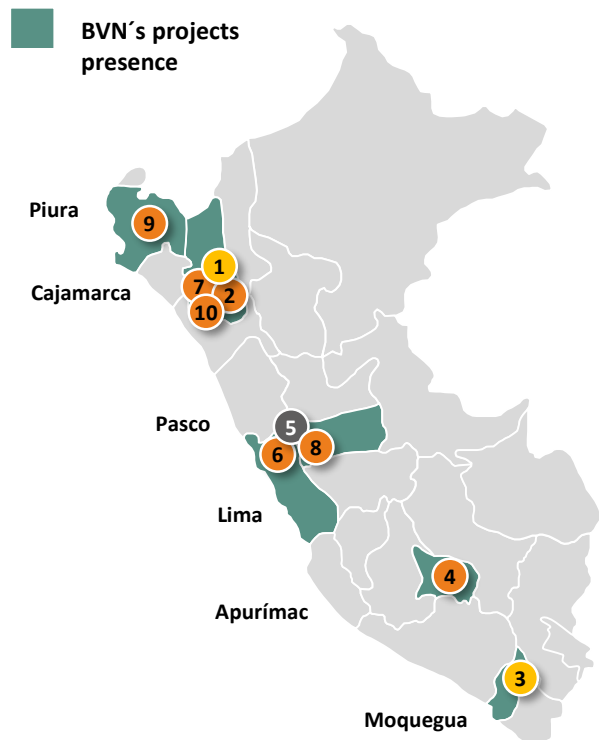 BVN´s projects
presence
Piura
9
1
Cajamarca
7
2
10
Pasco
5
6
8
Lima
4
Apurímac
3
Moquegua